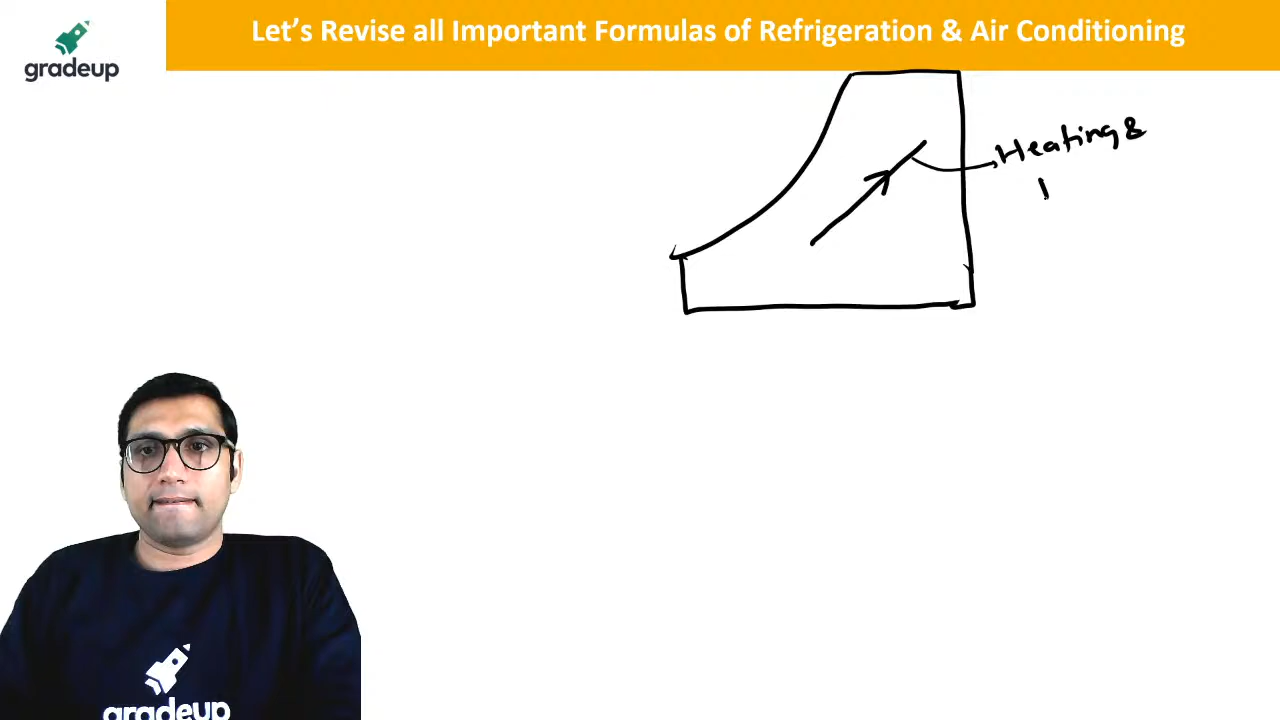 Let's Revise all Important Formulas of Refrigeration & Air Conditioning
gradeup
Heating &
gradeup